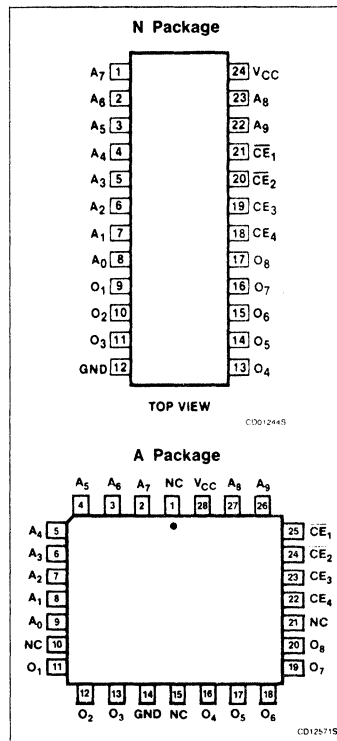 N Package
A7 1 24 VCC
A6 2 23 A8
A5 3 22 A9
A4 4 21 C̅E̅1
A3 5 20 C̅E̅2
A2 6 19 CE3
A1 7 18 CE4
A0 8 17 O8
O1 9 16 O7
O2 10 15 O6
O3 11 14 O5
GND 12 13 O4
TOP VIEW
CD01244S
A Package
A5 A6 A7 NC VCC A8 A9
4 3 2 1 28 27 26
A4 5 25 C̅E̅1
A3 6 24 C̅E̅2
A2 7 23 CE3
A1 8 22 CE4
A0 9 21 NC
NC 10 20 O8
O1 11 19 O7
12 13 14 15 16 17 18
O2 O3 GND NC O4 O5 O6
CD12571S